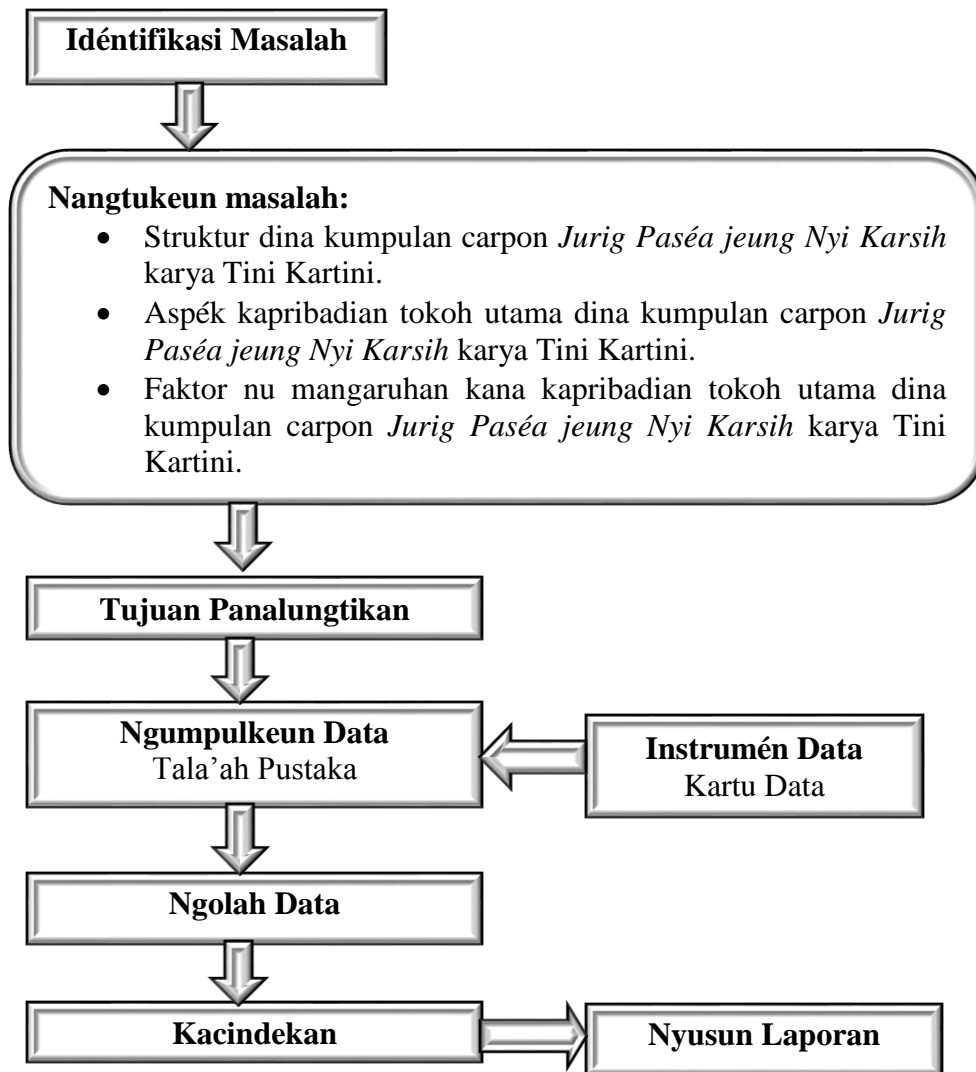 Idéntifikasi Masalah
Nangtukeun masalah:
• Struktur dina kumpulan carpon Jurig Paséa jeung Nyi Karsih
karya Tini Kartini.
• Aspék kapribadian tokoh utama dina kumpulan carpon Jurig
Paséa jeung Nyi Karsih karya Tini Kartini.
• Faktor nu mangaruhan kana kapribadian tokoh utama dina
kumpulan carpon Jurig Paséa jeung Nyi Karsih karya Tini
Kartini.
Tujuan Panalungtikan
Ngumpulkeun Data
Tala’ah Pustaka
Instrumén Data
Kartu Data
Ngolah Data
Kacindekan
Nyusun Laporan